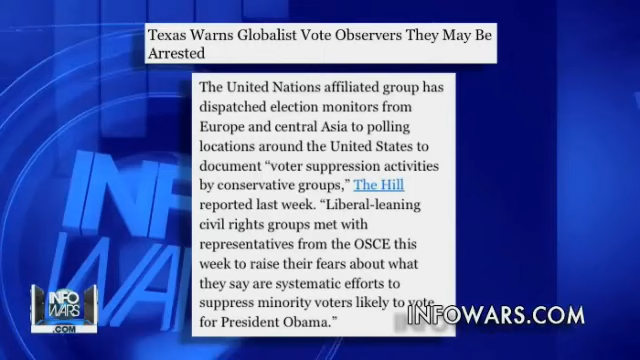 Texas Warns Globalist Vote Observers They May Be
Arrested
The United Nations affiliated group has
dispatched election monitors from
Europe and central Asia to polling
locations around the United States to
document “voter suppression activities
by conservative groups,” The Hill
reported last week. “Liberal-leaning
civil rights groups met with
representatives from the OSCE this
week to raise their fears about what
they say are systematic efforts to
suppress minority voters likely to vote
for President Obama.”
INFO
WARS
INFO
WARS
.COM
INFOWARS.COM